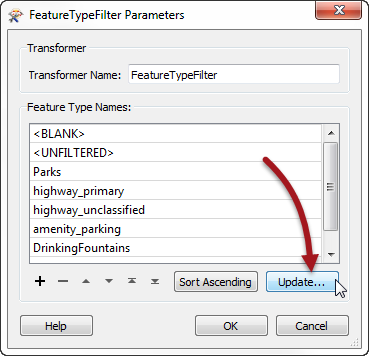 FeatureTypeFilter Parameters
Transformer
Transformer Name: FeatureTypeFilter
Feature Type Names:
<BLANK>
<UNFILTERED>
Parks
highway_primary
highway_unclassified
amenity_parking
DrinkingFountains
Sort Ascending Update...
Help OK Cancel